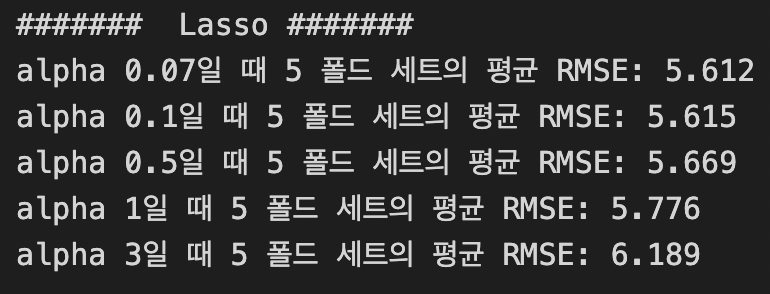 #######  Lasso #######
alpha 0.07일 때 5 폴드 세트의 평균 RMSE: 5.612
alpha 0.1일 때 5 폴드 세트의 평균 RMSE: 5.615
alpha 0.5일 때 5 폴드 세트의 평균 RMSE: 5.669
alpha 1일 때 5 폴드 세트의 평균 RMSE: 5.776
alpha 3일 때 5 폴드 세트의 평균 RMSE: 6.189